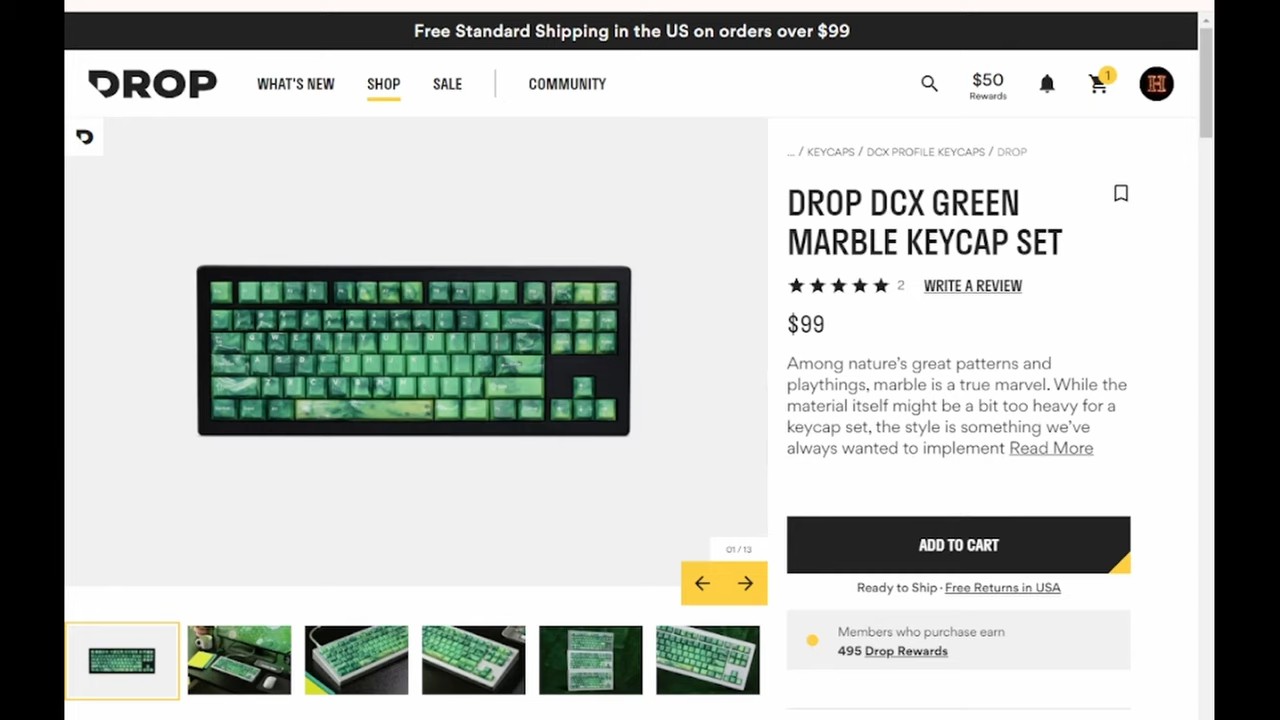 Free Standard Shipping in the US on orders over $99
DROP
WHAT'S NEW
SHOP
SALE
COMMUNITY
$50
Rewards
1
H
... / KEYCAPS / DCX PROFILE KEYCAPS / DROP
DROP DCX GREEN
MARBLE KEYCAP SET
2
WRITE A REVIEW
$99
Among nature's great patterns and
playthings, marble is a true marvel. While the
material itself might be a bit too heavy for a
keycap set, the style is something we've
always wanted to implement Read More
01 / 13
ADD TO CART
Ready to Ship · Free Returns in USA
Members who purchase earn
495 Drop Rewards